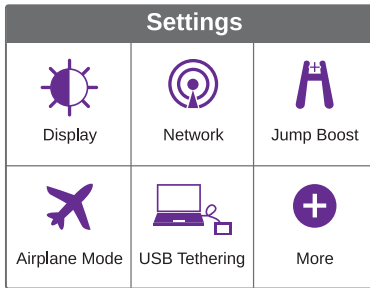 Settings
Display
Network
Jump Boost
Airplane Mode
USB Tethering
More